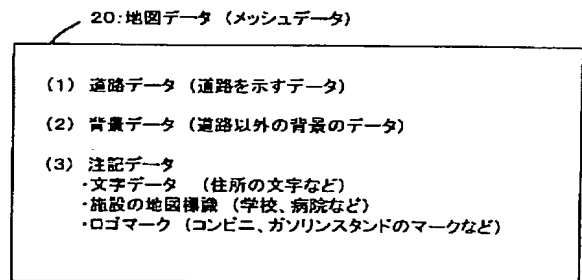 20:地図データ (メッシュデータ)
(1) 道路データ (道路を示すデータ)
(2) 背景データ (道路以外の背景のデータ)
(3) 注記データ
・文字データ (住所の文字など)
・施設の地図標識 (学校、病院など)
・ロゴマーク (コンビニ、ガソリンスタンドのマークなど)